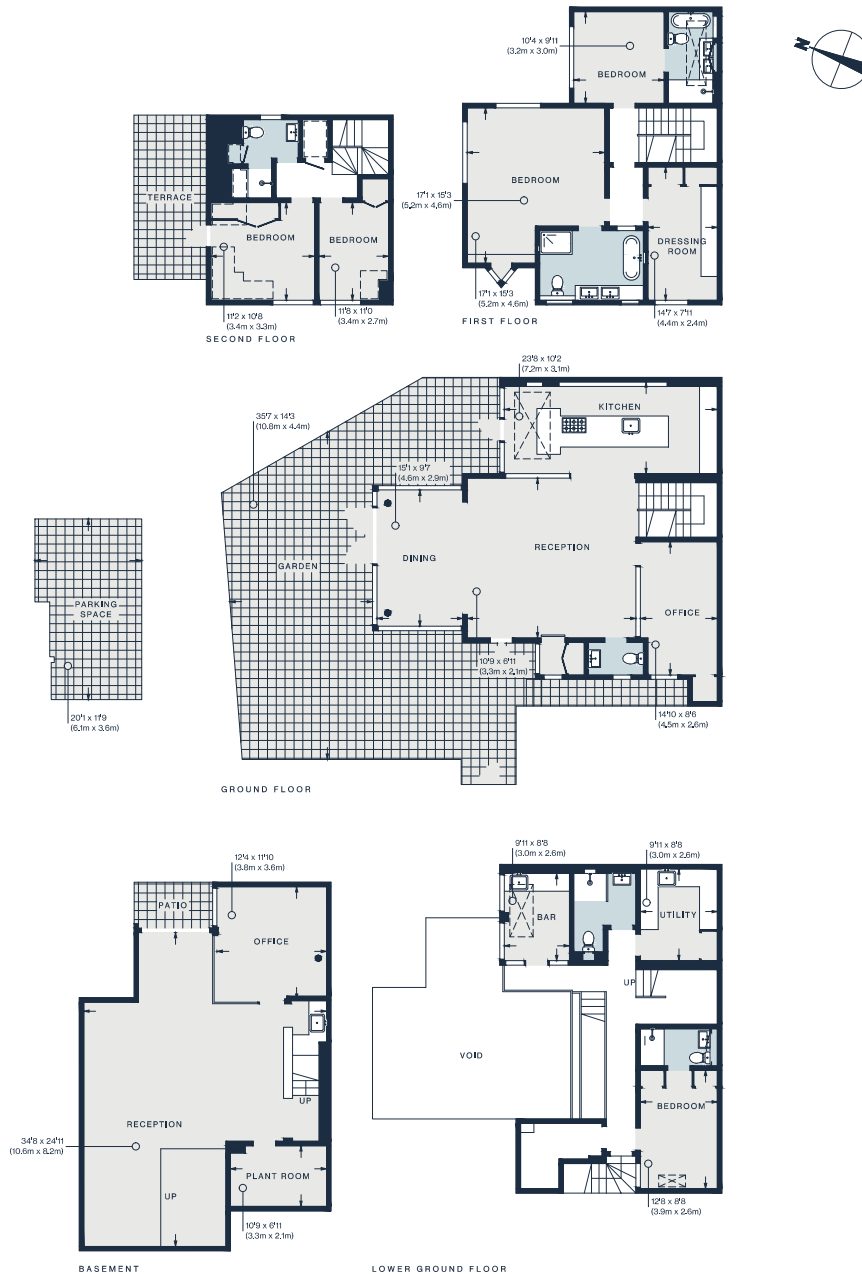 N
10'4 x 9'11
(3.2m x 3.0m)
BEDROOM
BEDROOM
17'1 x 15'3
(5.2m x 4.6m)
DRESSING
ROOM
17'1 x 15'3
(5.2m x 4.6m)
14'7 x 7'11
(4.4m x 2.4m)
FIRST FLOOR
TERRACE
BEDROOM
BEDROOM
11'2 x 10'8
(3.4m x 3.3m)
11'8 x 11'0
(3.4m x 2.7m)
SECOND FLOOR
23'8 x 10'2
(7.2m x 3.1m)
KITCHEN
35'7 x 14'3
(10.8m x 4.4m)
15'1 x 9'7
(4.6m x 2.9m)
GARDEN
DINING
RECEPTION
OFFICE
PARKING
SPACE
10'9 x 6'11
(3.3m x 2.1m)
20'1 x 11'9
(6.1m x 3.6m)
14'10 x 8'6
(4.5m x 2.6m)
GROUND FLOOR
12'4 x 11'10
(3.8m x 3.6m)
PATIO
OFFICE
UP
RECEPTION
34'8 x 24'11
(10.6m x 8.2m)
PLANT ROOM
UP
10'9 x 6'11
(3.3m x 2.1m)
BASEMENT
9'11 x 8'8
(3.0m x 2.6m)
9'11 x 8'8
(3.0m x 2.6m)
BAR
UTILITY
UP
VOID
BEDROOM
12'8 x 8'8
(3.9m x 2.6m)
LOWER GROUND FLOOR